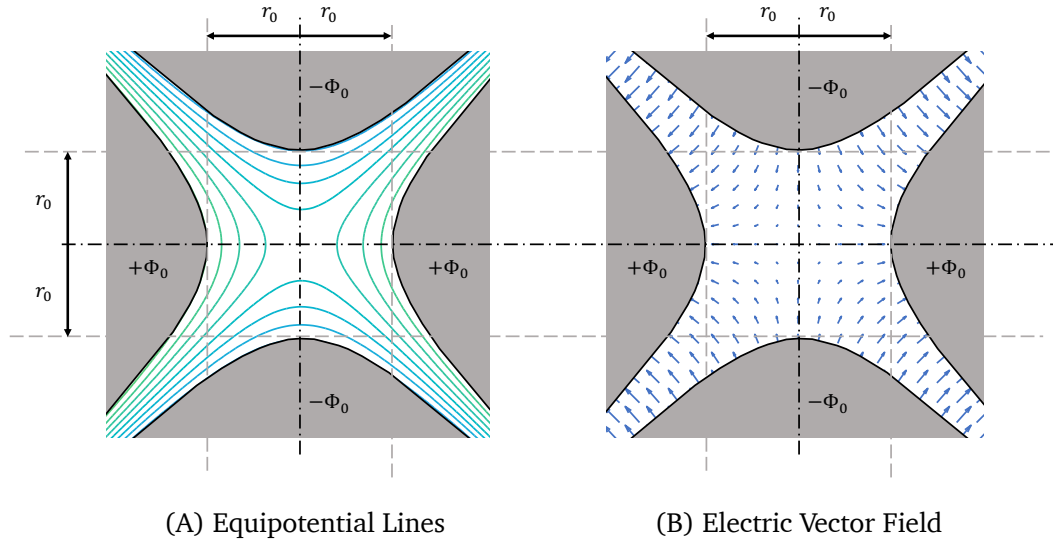 r₀ r₀
r₀ r₀
−Φ₀
−Φ₀
r₀
+Φ₀
+Φ₀
+Φ₀
+Φ₀
r₀
−Φ₀
−Φ₀
(A) Equipotential Lines
(B) Electric Vector Field